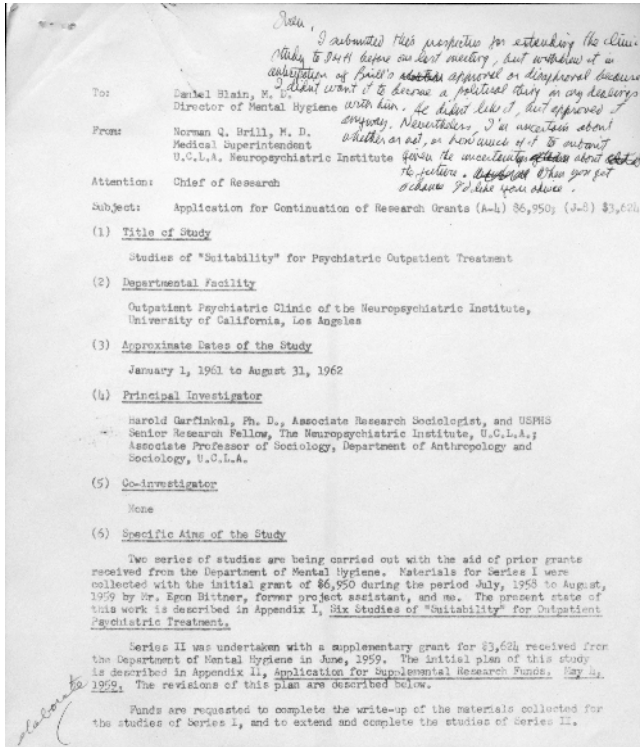 Sven,
I submitted this prospectus for extending the clinic
study to DMH before our last meeting, but withdrew it in
anticipation of Brill's approval or disapproval because
I didn't want it to become a political thing in my dealings
with him. He didn't like it, but approved it
anyway. Nevertheless, I'm uncertain about
whether or not, or how much of it to submit
given the uncertainties about
the future. When you get
a chance I'd like your advice.
To: Daniel Blain, M. D.
Director of Mental Hygiene
From: Norman Q. Brill, M. D.
Medical Superintendent
U.C.L.A. Neuropsychiatric Institute
Attention: Chief of Research
Subject: Application for Continuation of Research Grants (A-4) $6,950; (J-8) $3,624
(1) Title of Study
Studies of "Suitability" for Psychiatric Outpatient Treatment
(2) Departmental Facility
Outpatient Psychiatric Clinic of the Neuropsychiatric Institute,
University of California, Los Angeles
(3) Approximate Dates of the Study
January 1, 1961 to August 31, 1962
(4) Principal Investigator
Harold Garfinkel, Ph. D., Associate Research Sociologist, and USPHS
Senior Research Fellow, The Neuropsychiatric Institute, U.C.L.A.;
Associate Professor of Sociology, Department of Anthropology and
Sociology, U.C.L.A.
(5) Co-investigator
None
(6) Specific Aims of the Study
Two series of studies are being carried out with the aid of prior grants
received from the Department of Mental Hygiene. Materials for Series I were
collected with the initial grant of $6,950 during the period July, 1958 to August,
1959 by Mr. Egon Bittner, former project assistant, and me. The present state of
this work is described in Appendix I, Six Studies of "Suitability" for Outpatient
Psychiatric Treatment.
Series II was undertaken with a supplementary grant for $3,624 received from
the Department of Mental Hygiene in June, 1959. The initial plan of this study
is described in Appendix II, Application for Supplemental Research Funds. May 4,
1959. The revisions of this plan are described below.
Funds are requested to complete the write-up of the materials collected for
the studies of Series I, and to extend and complete the studies of Series II.
elaborate